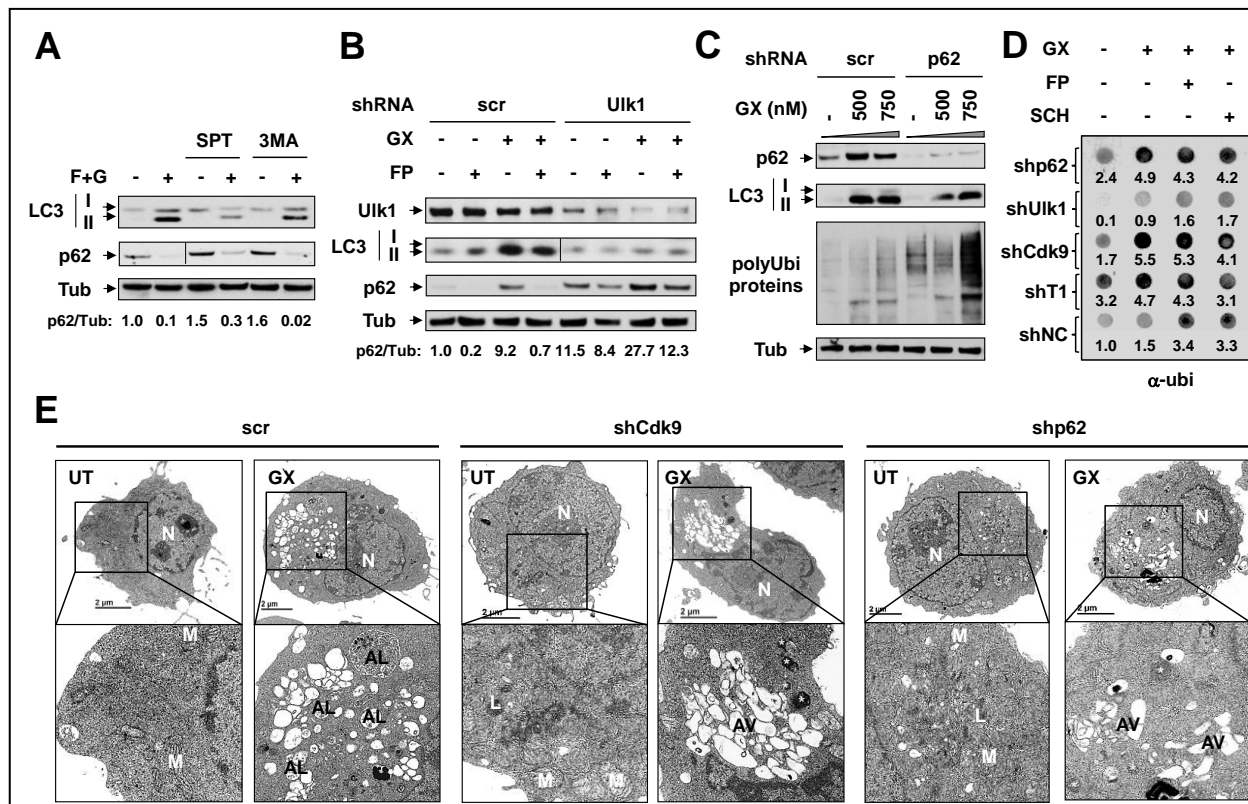 A
SPT 3MA
F+G - + - + - +
LC3 I
II
p62
Tub
p62/Tub: 1.0 0.1 1.5 0.3 1.6 0.02
B
shRNA scr Ulk1
GX - - + + - - + +
FP - + - + - + - +
Ulk1
LC3 I
II
p62
Tub
p62/Tub: 1.0 0.2 9.2 0.7 11.5 8.4 27.7 12.3
C
shRNA scr p62
GX (nM) - 500 750 - 500 750
p62
LC3 I
II
polyUbi
proteins
Tub
D
GX - + + +
FP - - + -
SCH - - - +
shp62
2.4 4.9 4.3 4.2
shUlk1
0.1 0.9 1.6 1.7
shCdk9
1.7 5.5 5.3 4.1
shT1
3.2 4.7 4.3 3.1
shNC
1.0 1.5 3.4 3.3
α-ubi
E
scr shCdk9 shp62
UT GX UT GX UT GX
N N N N N N
2 µm 2 µm 2 µm 2 µm 2 µm 2 µm
M AL M
AL AL L AV * * L AV AV
M AL M M M